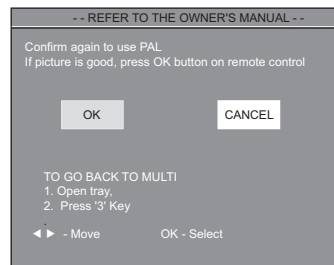 - - REFER TO THE OWNER'S MANUAL - -
Confirm again to use PAL
If picture is good, press OK button on remote control
OK
CANCEL
TO GO BACK TO MULTI
1. Open tray,
2. Press '3' Key
.
◄ ► - Move
OK - Select